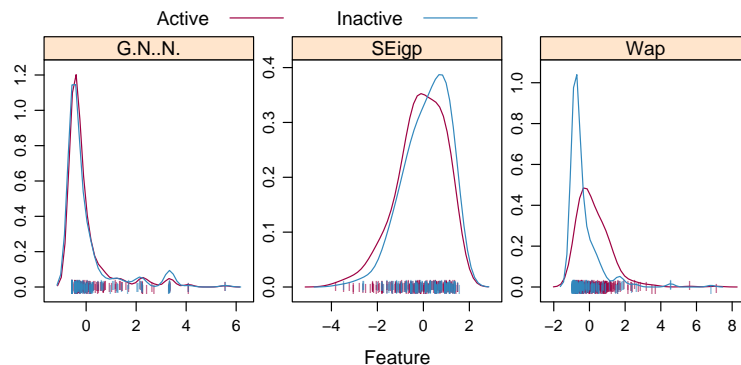 Active Inactive
G.N..N. SEigp Wap
0.0 0.2 0.4 0.6 0.8 1.0 1.2
0 2 4 6
0.0 0.1 0.2 0.3 0.4
−4 −2 0 2
0.0 0.2 0.4 0.6 0.8 1.0
−2 0 2 4 6 8
Feature